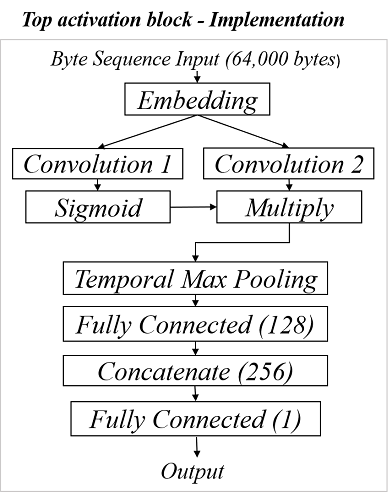 Top activation block - Implementation
Byte Sequence Input (64,000 bytes)
Embedding
Convolution 1
Convolution 2
Sigmoid
Multiply
Temporal Max Pooling
Fully Connected (128)
Concatenate (256)
Fully Connected (1)
Output